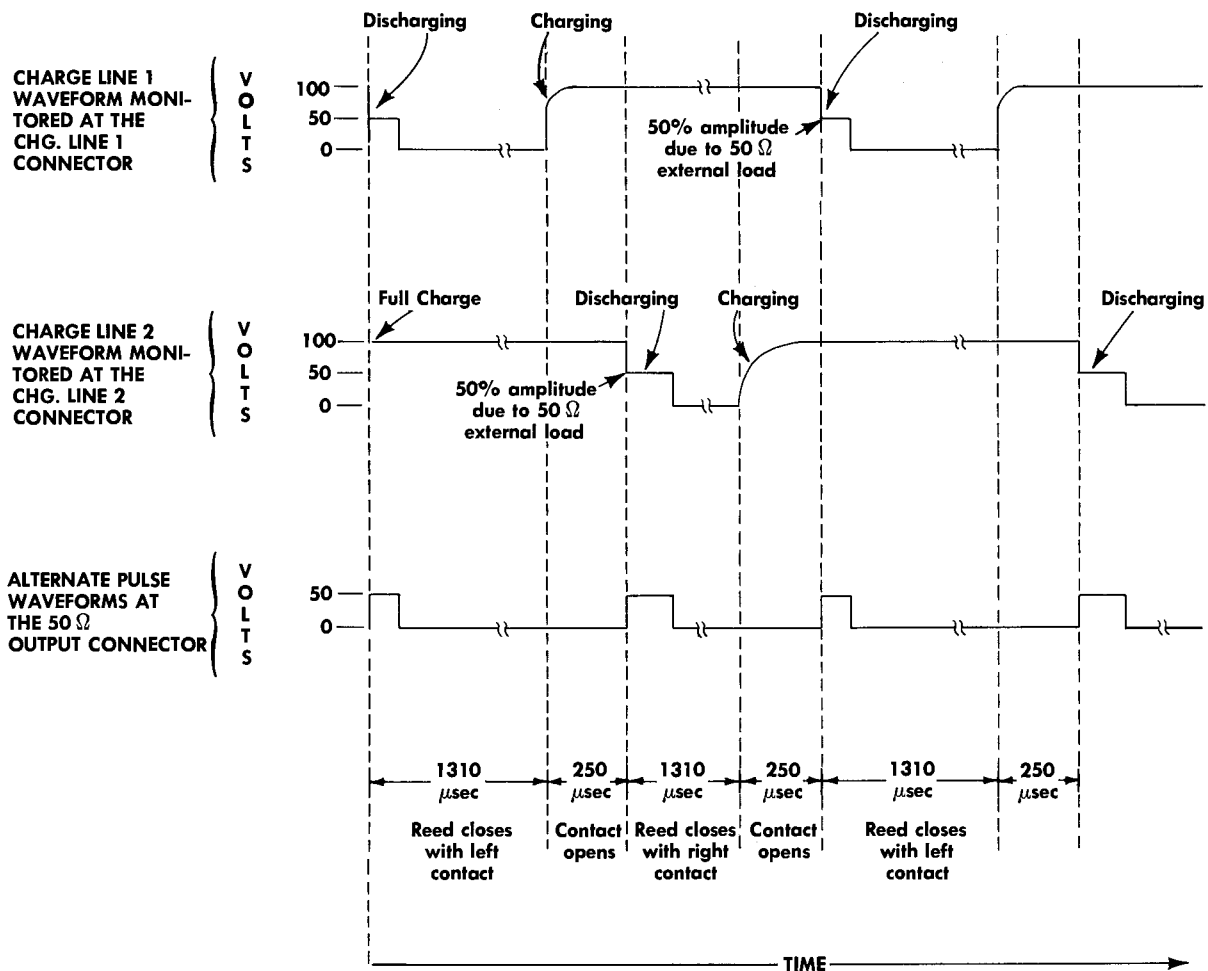 Discharging
Charging
Discharging
CHARGE LINE 1
WAVEFORM MONI-
TORED AT THE
CHG. LINE 1
CONNECTOR
VOLTS
100
50
0
50% amplitude
due to 50 Ω
external load
Full Charge
Discharging
Charging
Discharging
CHARGE LINE 2
WAVEFORM MONI-
TORED AT THE
CHG. LINE 2
CONNECTOR
VOLTS
100
50
0
50% amplitude
due to 50 Ω
external load
ALTERNATE PULSE
WAVEFORMS AT
THE 50 Ω
OUTPUT CONNECTOR
VOLTS
50
0
1310
μsec
250
μsec
1310
μsec
250
μsec
1310
μsec
250
μsec
Reed closes
with left
contact
Contact
opens
Reed closes
with right
contact
Contact
opens
Reed closes
with left
contact
TIME